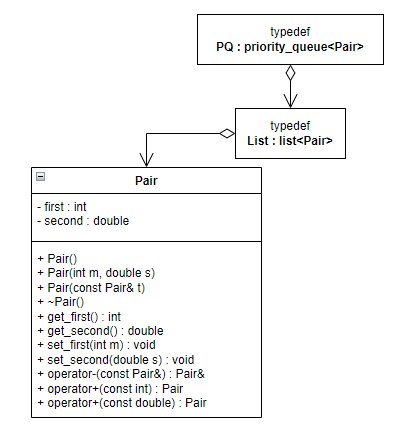 typedef
PQ : priority_queue<Pair>
typedef
List : list<Pair>
Pair
- first : int
- second : double
+ Pair()
+ Pair(int m, double s)
+ Pair(const Pair& t)
+ ~Pair()
+ get_first() : int
+ get_second() : double
+ set_first(int m) : void
+ set_second(double s) : void
+ operator-(const Pair&) : Pair&
+ operator+(const int) : Pair
+ operator+(const double) : Pair